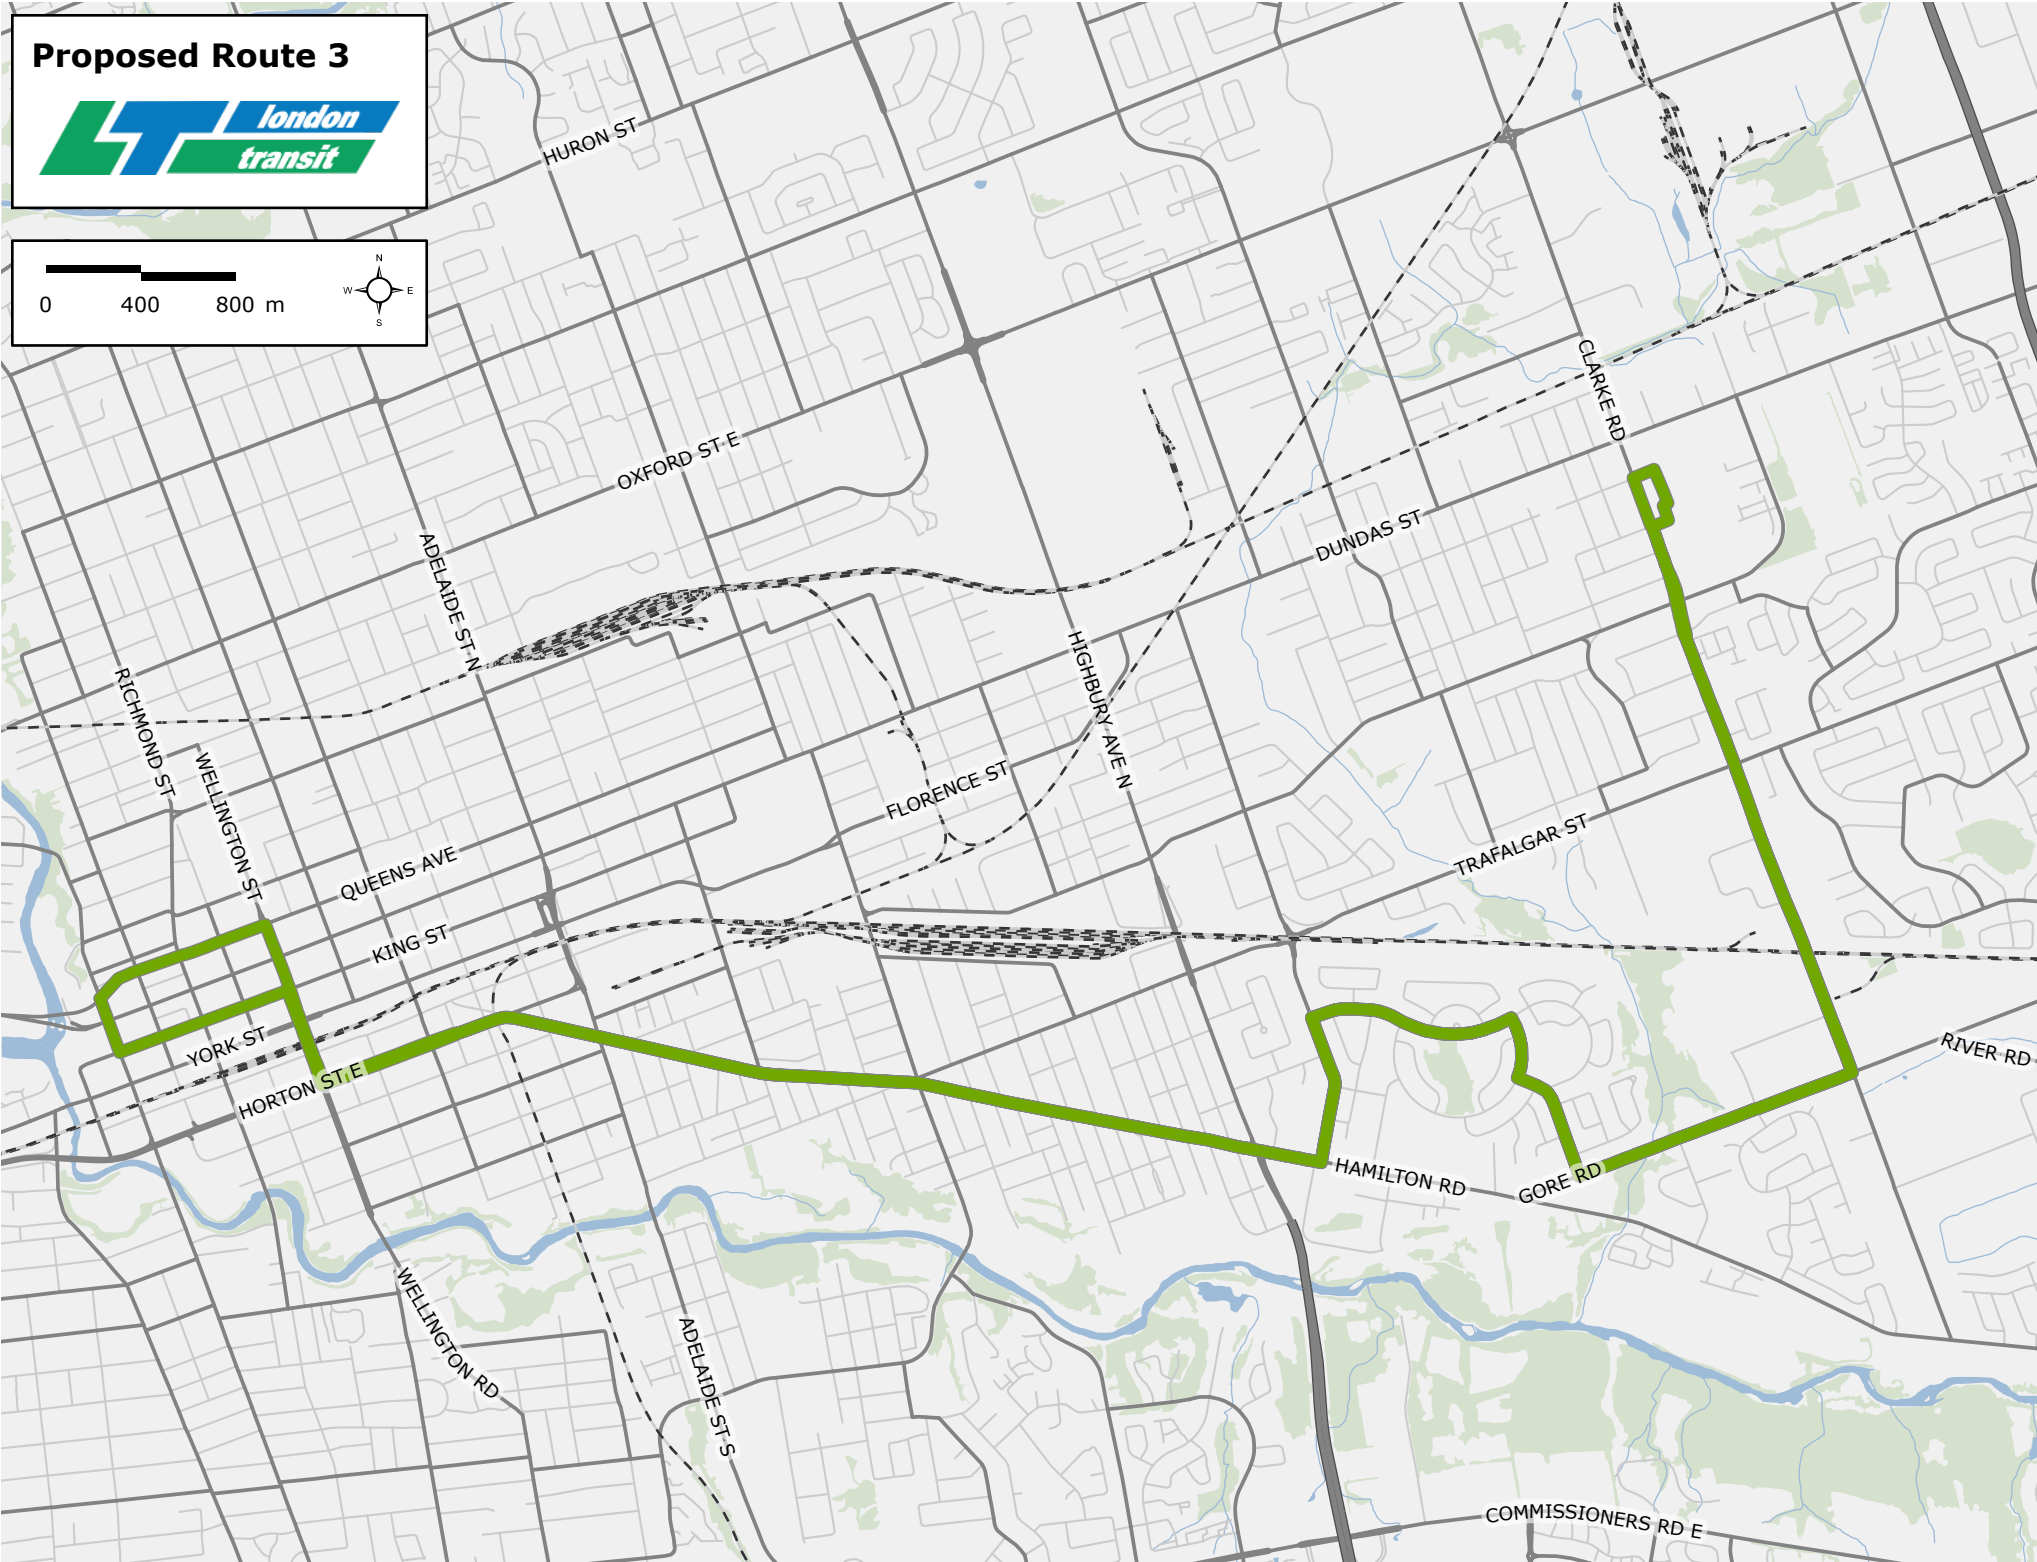 Proposed Route 3
london
transit
N
W
E
S
0 400 800 m
HURON ST
CLARKE RD
OXFORD ST E
DUNDAS ST
ADELAIDE ST N
HIGHBURY AVE N
RICHMOND ST
WELLINGTON ST
FLORENCE ST
TRAFALGAR ST
QUEENS AVE
KING ST
YORK ST
HORTON ST E
RIVER RD
HAMILTON RD
GORE RD
WELLINGTON RD
ADELAIDE ST S
COMMISSIONERS RD E